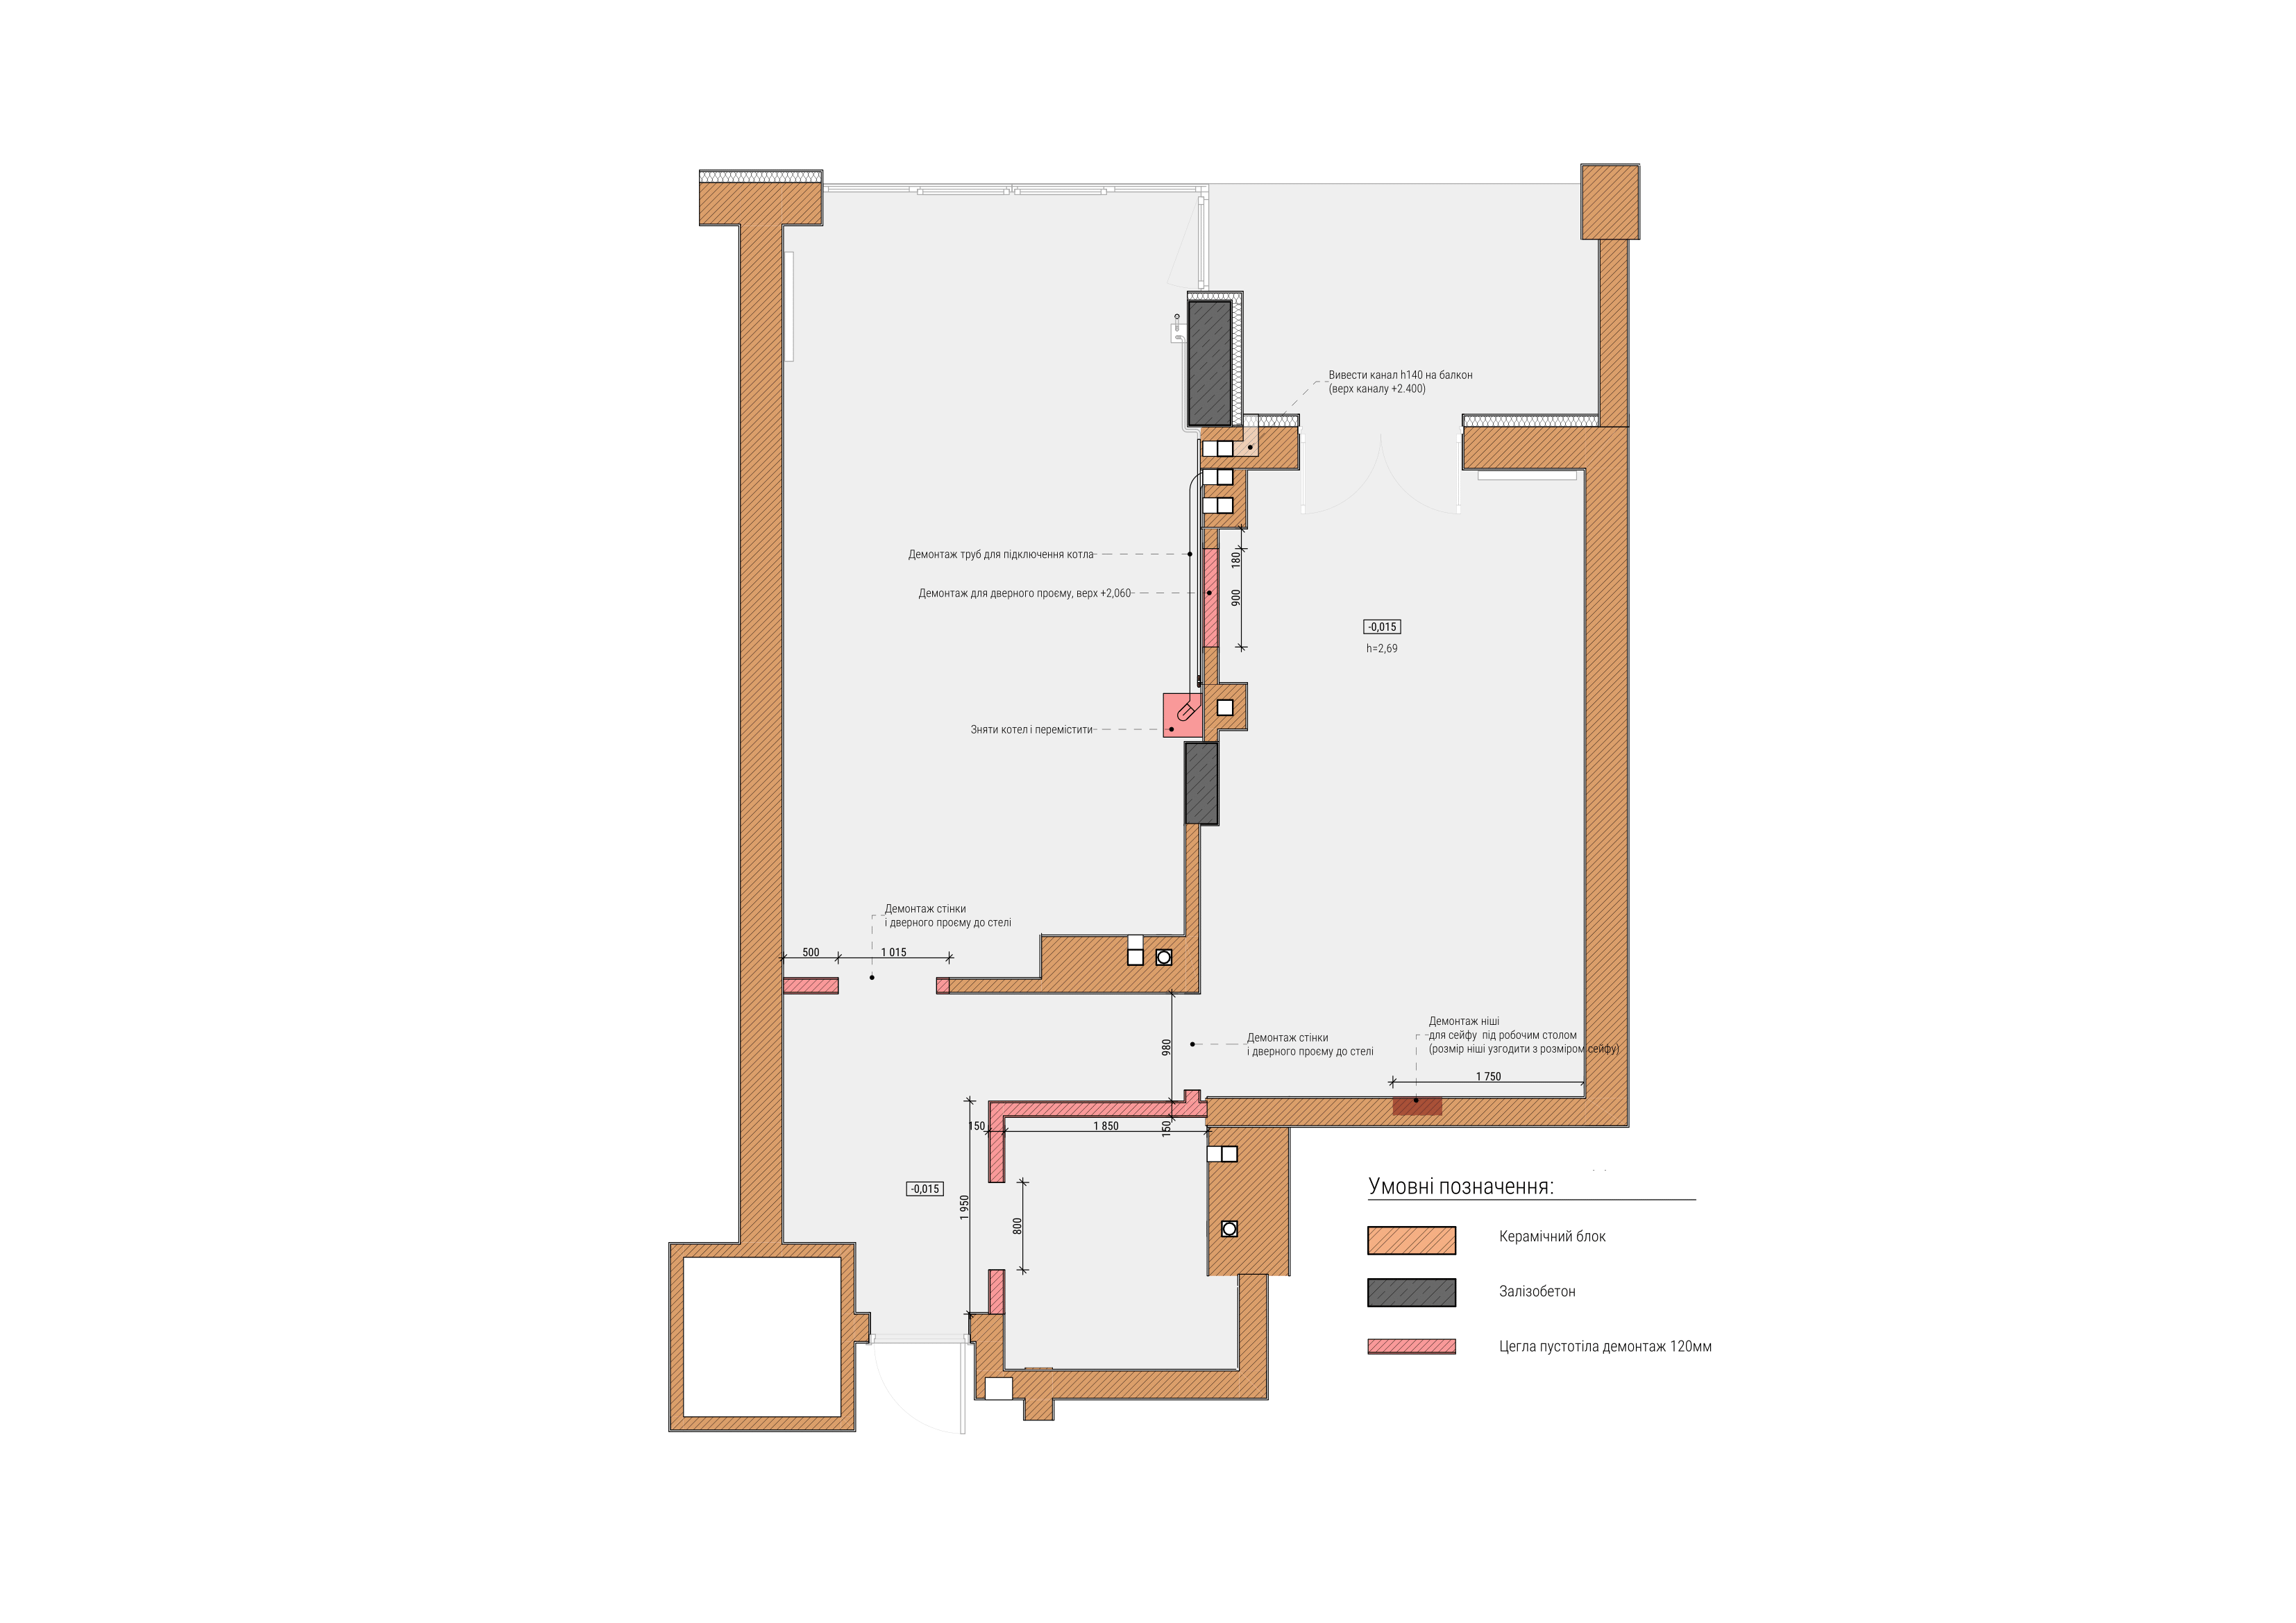 Вивести канал h140 на балкон
(верх каналу +2.400)
Демонтаж труб для підключення котла
180
Демонтаж для дверного проєму, верх +2,060
900
-0,015
h=2,69
Зняти котел і перемістити
Демонтаж стінки
і дверного проєму до стелі
500
1 015
980
Демонтаж стінки
і дверного проєму до стелі
Демонтаж ніші
для сейфу під робочим столом
(розмір ніші узгодити з розміром сейфу)
1 750
150
1 850
150
-0,015
1 950
800
Умовні позначення:
Керамічний блок
Залізобетон
Цегла пустотіла демонтаж 120мм